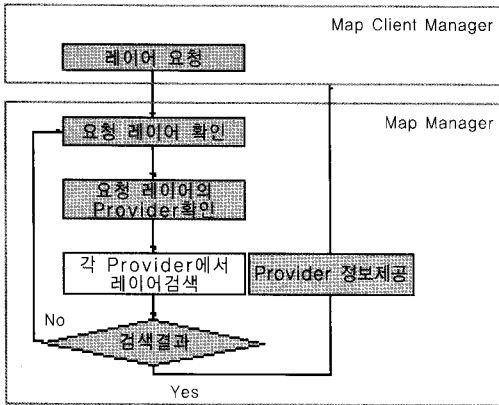 Map Client Manager
레이어 요청
Map Manager
요청 레이어 확인
요청 레이어의
Provider확인
각 Provider에서
레이어검색
Provider 정보제공
No
검색결과
Yes